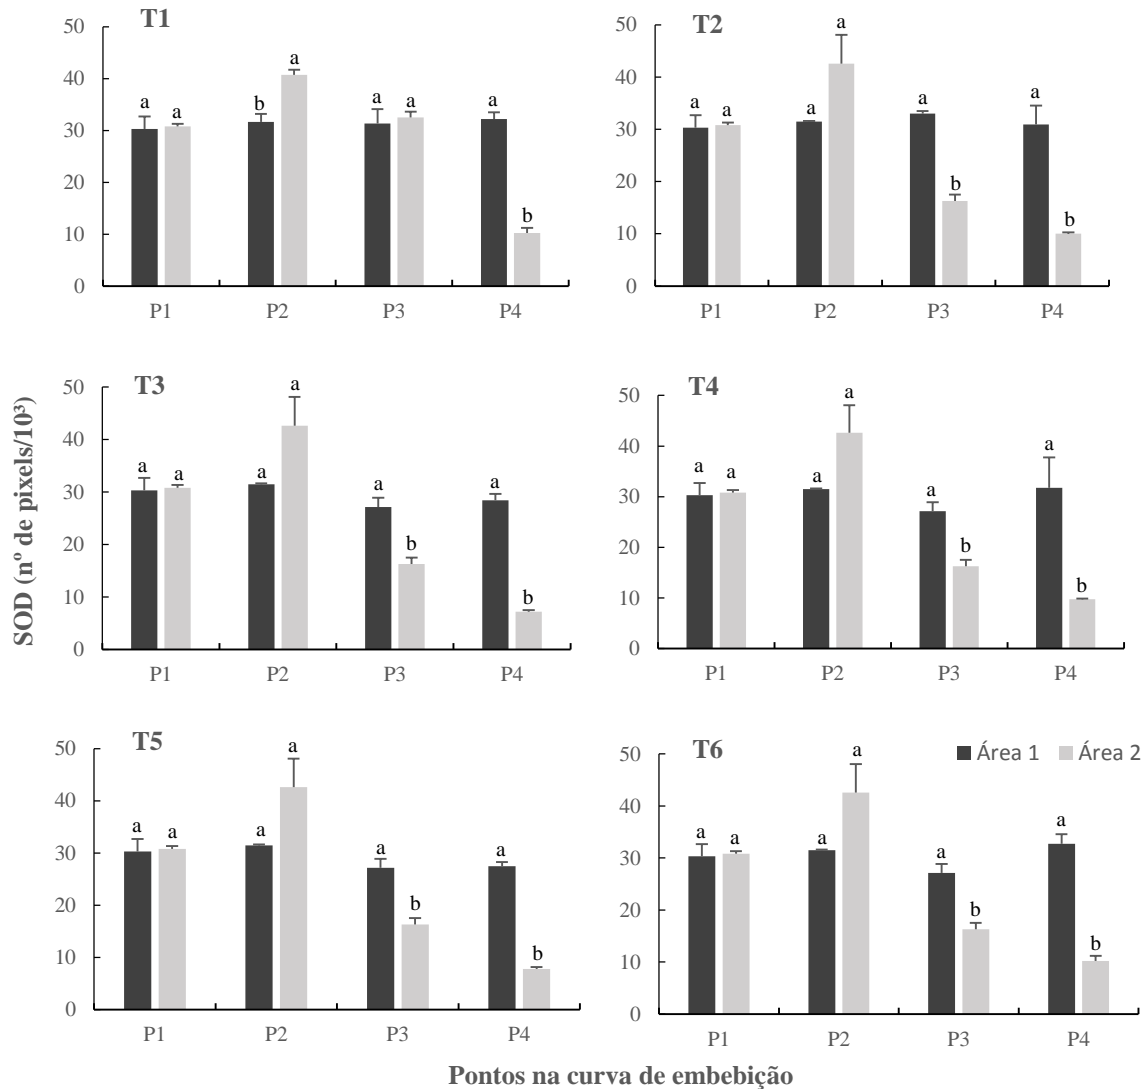 T1
50
40
30
20
10
0
a a b a a a a b
P1 P2 P3 P4
T2
50
40
30
20
10
0
a a a a a b a b
P1 P2 P3 P4
SOD (nº de pixels/10³)
T3
50
40
30
20
10
0
a a a a a b a b
P1 P2 P3 P4
T4
50
40
30
20
10
0
a a a a a b a b
P1 P2 P3 P4
T5
50
40
30
20
10
0
a a a a a b a b
P1 P2 P3 P4
T6
Área 1 Área 2
50
40
30
20
10
0
a a a a a b a b
P1 P2 P3 P4
Pontos na curva de embebição